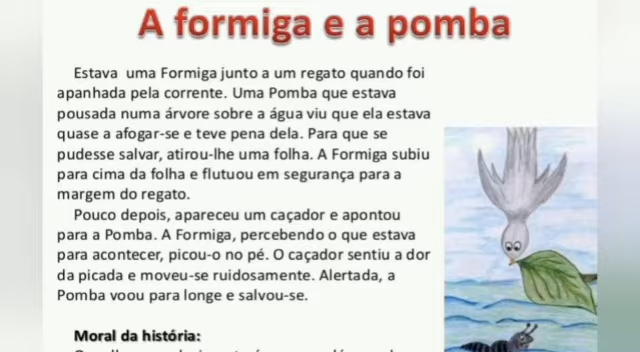 A formiga e a pomba
Estava uma Formiga junto a um regato quando foi
apanhada pela corrente. Uma Pomba que estava
pousada numa árvore sobre a água viu que ela estava
quase a afogar-se e teve pena dela. Para que se
pudesse salvar, atirou-lhe uma folha. A Formiga subiu
para cima da folha e flutuou em segurança para a
margem do regato.
Pouco depois, apareceu um caçador e apontou
para a Pomba. A Formiga, percebendo o que estava
para acontecer, picou-o no pé. O caçador sentiu a dor
da picada e moveu-se ruidosamente. Alertada, a
Pomba voou para longe e salvou-se.
Moral da história: